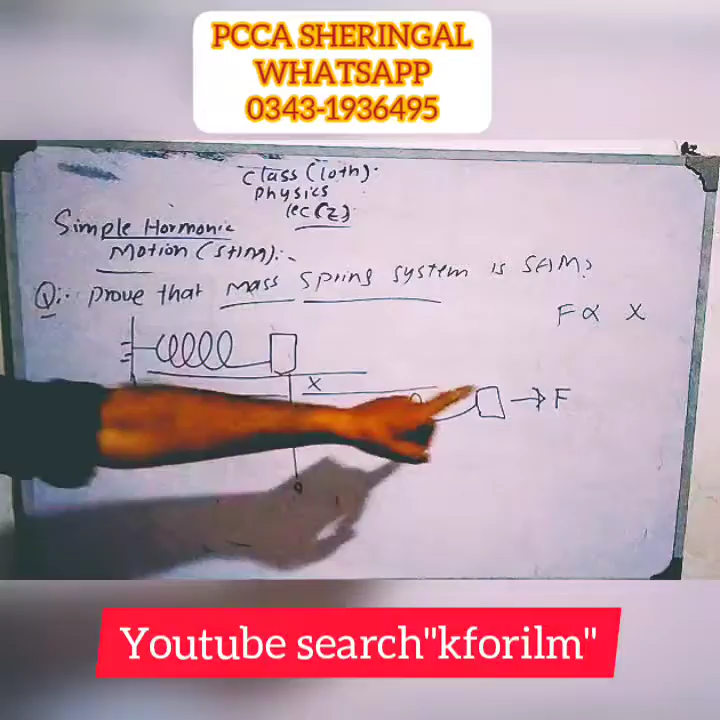 PCCA SHERINGAL
WHATSAPP
0343-1936495
Class (10th):
Physics
lec(2).
Simple Hormonic
Motion (SHM):-
Q:- prove that mass spring system is SHM?
F∝ X
X
→F
o
Youtube search"kforilm"